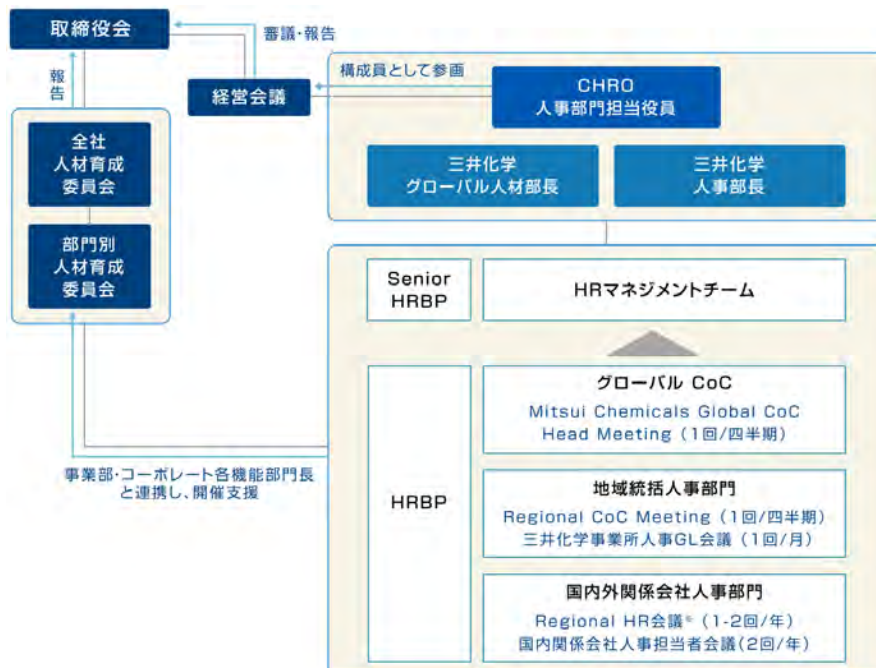 取締役会
審議・報告
報告
経営会議
構成員として参画
CHRO
人事部門担当役員
全社
人材育成
委員会
三井化学
グローバル人材部長
三井化学
人事部長
部門別
人材育成
委員会
Senior
HRBP
HRマネジメントチーム
グローバル CoC
Mitsui Chemicals Global CoC
Head Meeting (1回/四半期)
事業部・コーポレート各機能部門長
と連携し、開催支援
HRBP
地域統括人事部門
Regional CoC Meeting (1回/四半期)
三井化学事業所人事GL会議 (1回/月)
国内外関係会社人事部門
Regional HR会議※ (1-2回/年)
国内関係会社人事担当者会議(2回/年)